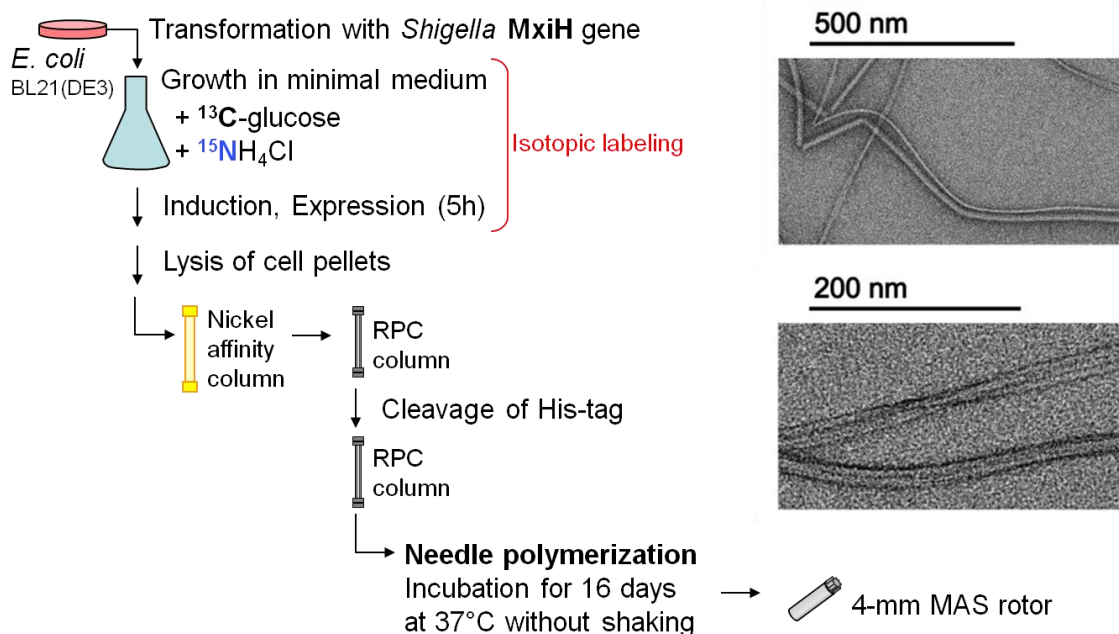 Transformation with Shigella MxiH gene
E. coli
BL21(DE3)
Growth in minimal medium
+ ¹³C-glucose
+ ¹⁵NH₄Cl
Isotopic labeling
Induction, Expression (5h)
Lysis of cell pellets
Nickel
affinity
column
RPC
column
Cleavage of His-tag
RPC
column
Needle polymerization
Incubation for 16 days
at 37°C without shaking
4-mm MAS rotor
500 nm
200 nm